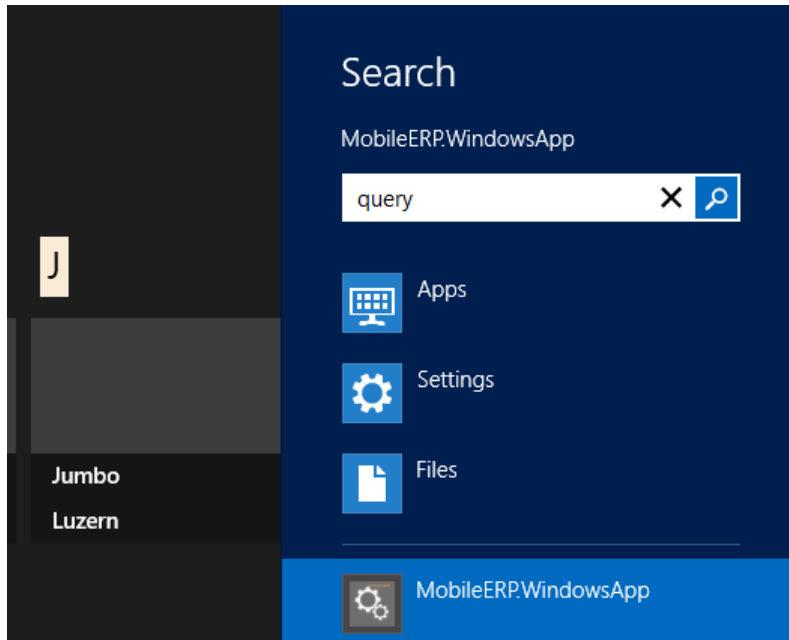 J
Jumbo
Luzern
Search
MobileERP.WindowsApp
query
Apps
Settings
Files
MobileERP.WindowsApp